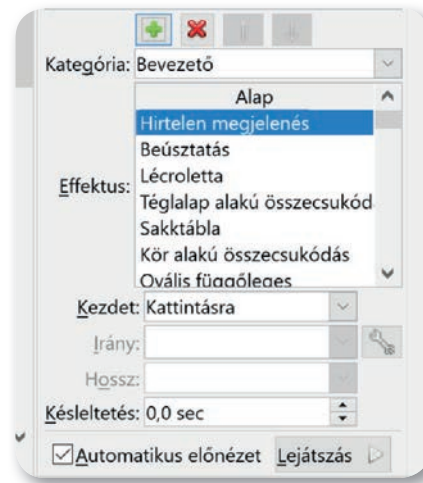 Kategória: Bevezető
Alap
Hirtelen megjelenés
Beúsztatás
Lécroletta
Effektus:
Téglalap alakú összecsukód
Sakktábla
Kör alakú összecsukódás
Ovális függőleges
Kezdet: Kattintásra
Irány:
Hossz:
Késleltetés: 0,0 sec
Automatikus előnézet Lejátszás